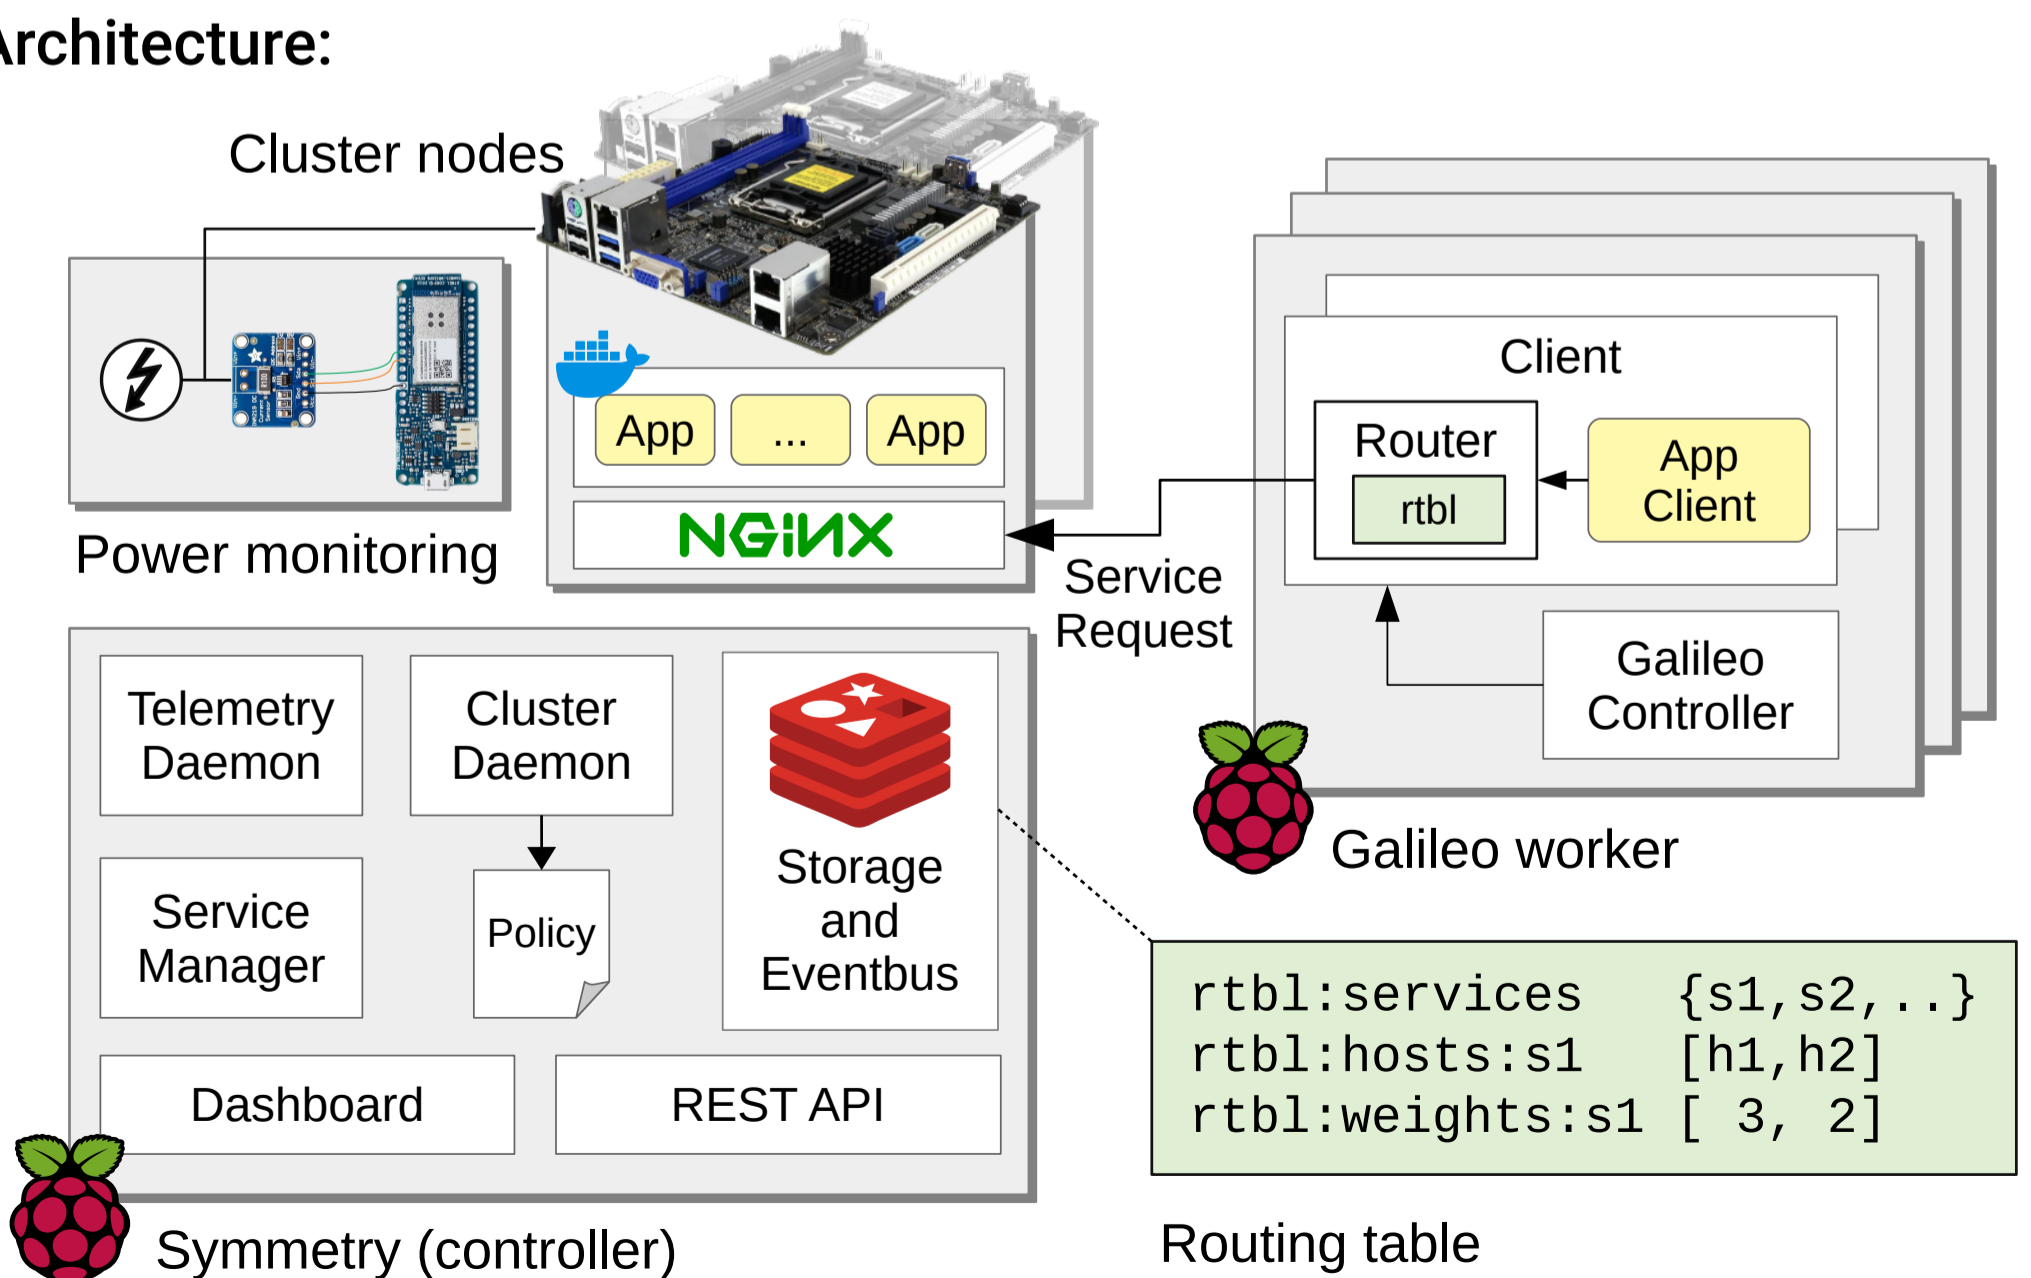 Architecture:
Cluster nodes
Power monitoring
App
...
App
NGiNX
Service
Request
Client
Router
rtbl
App
Client
Galileo
Controller
Galileo worker
Telemetry
Daemon
Cluster
Daemon
Storage
and
Eventbus
Service
Manager
Policy
Dashboard
REST API
Symmetry (controller)
rtbl:services {s1,s2,..}
rtbl:hosts:s1 [h1,h2]
rtbl:weights:s1 [ 3, 2]
Routing table